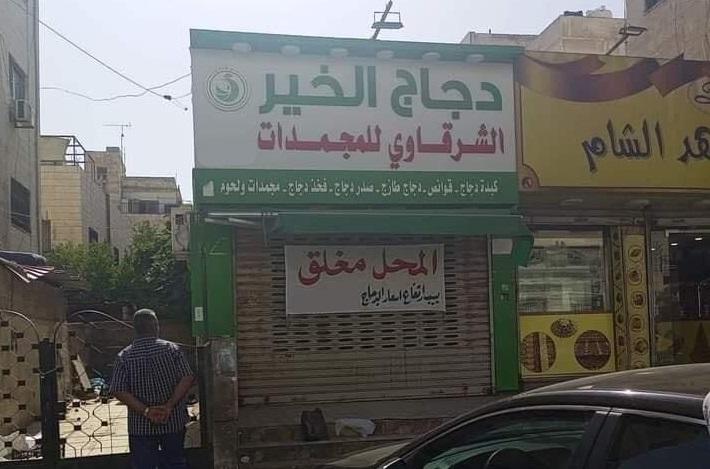 دجاج الخير
الشرقاوي للمجمدات
كبدة دجاج - قوانص - دجاج طازج - صدر دجاج - فخذ دجاج - مجمدات ولحوم
المحل مغلق
بسبب ارتفاع اسعار الدجاج
هد الشام